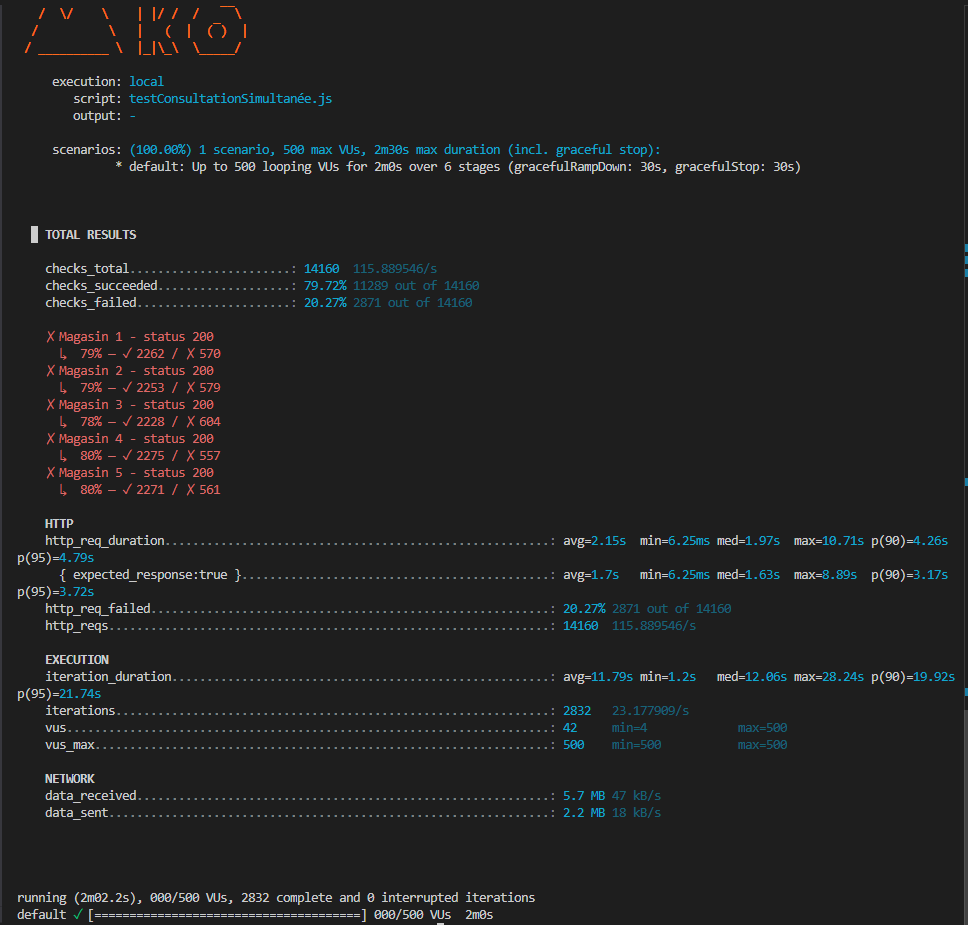 execution: local
script: testConsultationSimultanée.js
output: -
scenarios: (100.00%) 1 scenario, 500 max VUs, 2m30s max duration (incl. graceful stop):
* default: Up to 500 looping VUs for 2m0s over 6 stages (gracefulRampDown: 30s, gracefulStop: 30s)
█ TOTAL RESULTS
checks_total.......................: 14160 115.889546/s
checks_succeeded...................: 79.72% 11289 out of 14160
checks_failed......................: 20.27% 2871 out of 14160
✗ Magasin 1 - status 200
↳ 79% — ✓ 2262 / ✗ 570
✗ Magasin 2 - status 200
↳ 79% — ✓ 2253 / ✗ 579
✗ Magasin 3 - status 200
↳ 78% — ✓ 2228 / ✗ 604
✗ Magasin 4 - status 200
↳ 80% — ✓ 2275 / ✗ 557
✗ Magasin 5 - status 200
↳ 80% — ✓ 2271 / ✗ 561
HTTP
http_req_duration.......................................................: avg=2.15s min=6.25ms med=1.97s max=10.71s p(90)=4.26s
p(95)=4.79s
{ expected_response:true }............................................: avg=1.7s min=6.25ms med=1.63s max=8.89s p(90)=3.17s
p(95)=3.72s
http_req_failed.........................................................: 20.27% 2871 out of 14160
http_reqs...............................................................: 14160 115.889546/s
EXECUTION
iteration_duration......................................................: avg=11.79s min=1.2s med=12.06s max=28.24s p(90)=19.92s
p(95)=21.74s
iterations..............................................................: 2832 23.177909/s
vus.....................................................................: 42 min=4 max=500
vus_max.................................................................: 500 min=500 max=500
NETWORK
data_received...........................................................: 5.7 MB 47 kB/s
data_sent...............................................................: 2.2 MB 18 kB/s
running (2m02.2s), 000/500 VUs, 2832 complete and 0 interrupted iterations
default ✓ [======================================] 000/500 VUs 2m0s